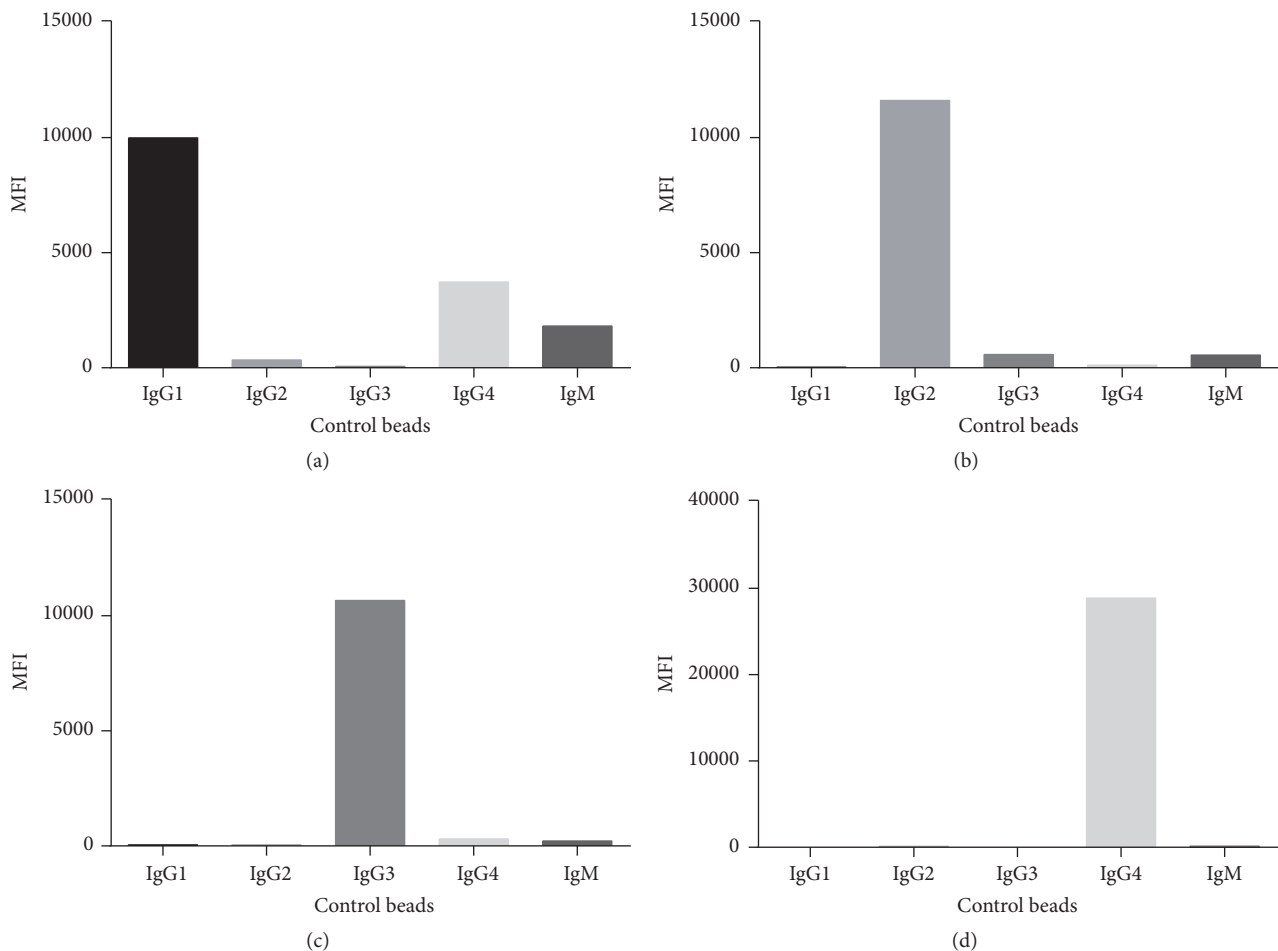 15000
10000
MFI
5000
0
IgG1 IgG2 IgG3 IgG4 IgM
Control beads
(a)
15000
10000
MFI
5000
0
IgG1 IgG2 IgG3 IgG4 IgM
Control beads
(b)
15000
10000
MFI
5000
0
IgG1 IgG2 IgG3 IgG4 IgM
Control beads
(c)
40000
30000
MFI
20000
10000
0
IgG1 IgG2 IgG3 IgG4 IgM
Control beads
(d)